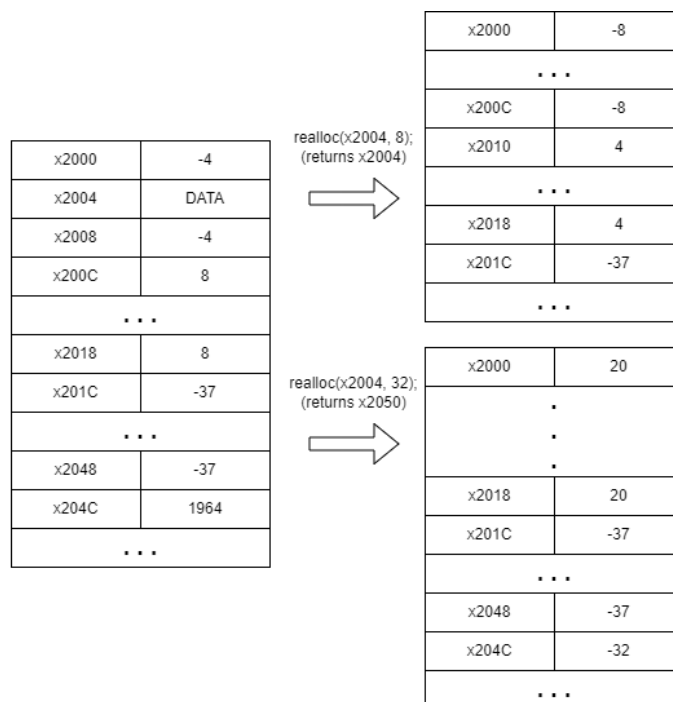 x2000 -4
x2004 DATA
x2008 -4
x200C 8
...
x2018 8
x201C -37
...
x2048 -37
x204C 1964
...
realloc(x2004, 8);
(returns x2004)
x2000 -8
...
x200C -8
x2010 4
...
x2018 4
x201C -37
...
realloc(x2004, 32);
(returns x2050)
x2000 20
.
.
.
x2018 20
x201C -37
...
x2048 -37
x204C -32
...